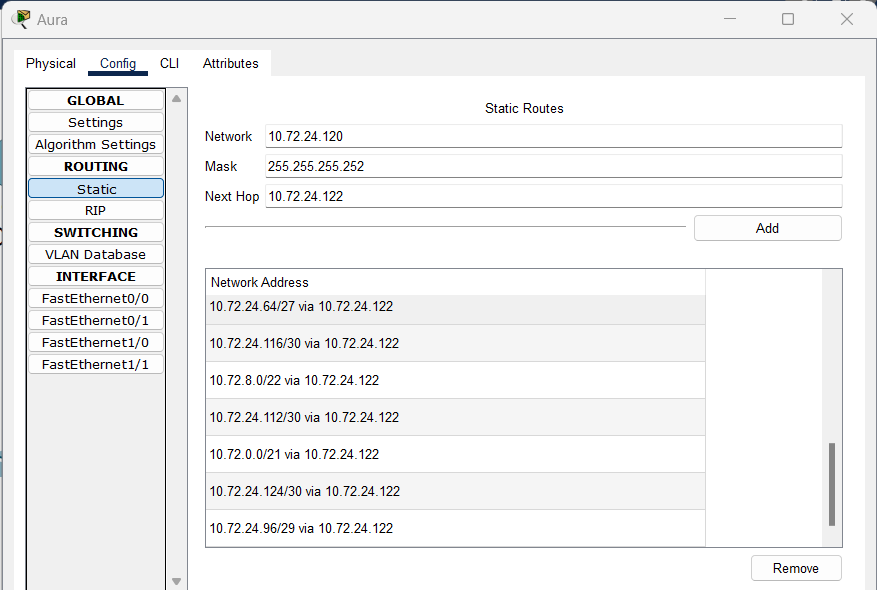 Aura
Physical Config CLI Attributes
GLOBAL
Settings
Algorithm Settings
ROUTING
Static
RIP
SWITCHING
VLAN Database
INTERFACE
FastEthernet0/0
FastEthernet0/1
FastEthernet1/0
FastEthernet1/1
Static Routes
Network 10.72.24.120
Mask 255.255.255.252
Next Hop 10.72.24.122
Add
Network Address
10.72.24.64/27 via 10.72.24.122
10.72.24.116/30 via 10.72.24.122
10.72.8.0/22 via 10.72.24.122
10.72.24.112/30 via 10.72.24.122
10.72.0.0/21 via 10.72.24.122
10.72.24.124/30 via 10.72.24.122
10.72.24.96/29 via 10.72.24.122
Remove